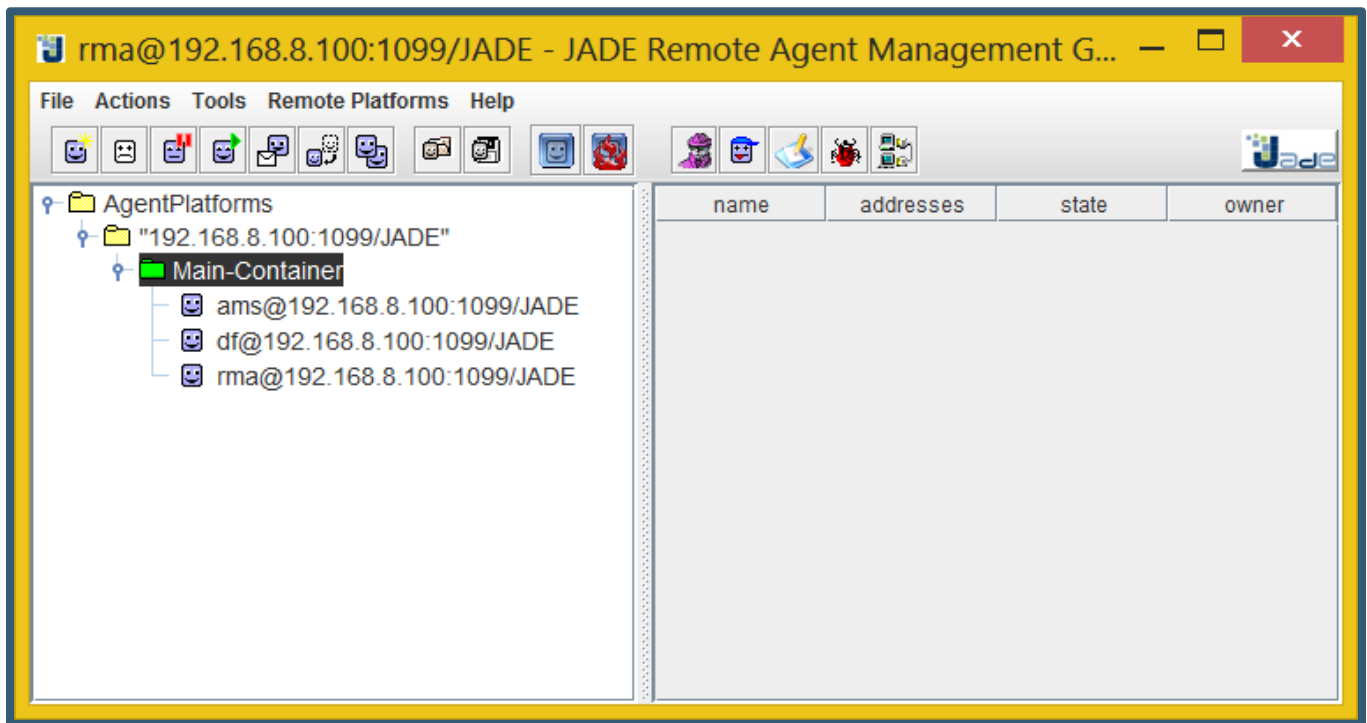 rma@192.168.8.100:1099/JADE - JADE Remote Agent Management G...
File Actions Tools Remote Platforms Help
Jade
AgentPlatforms
"192.168.8.100:1099/JADE"
Main-Container
ams@192.168.8.100:1099/JADE
df@192.168.8.100:1099/JADE
rma@192.168.8.100:1099/JADE
name addresses state owner